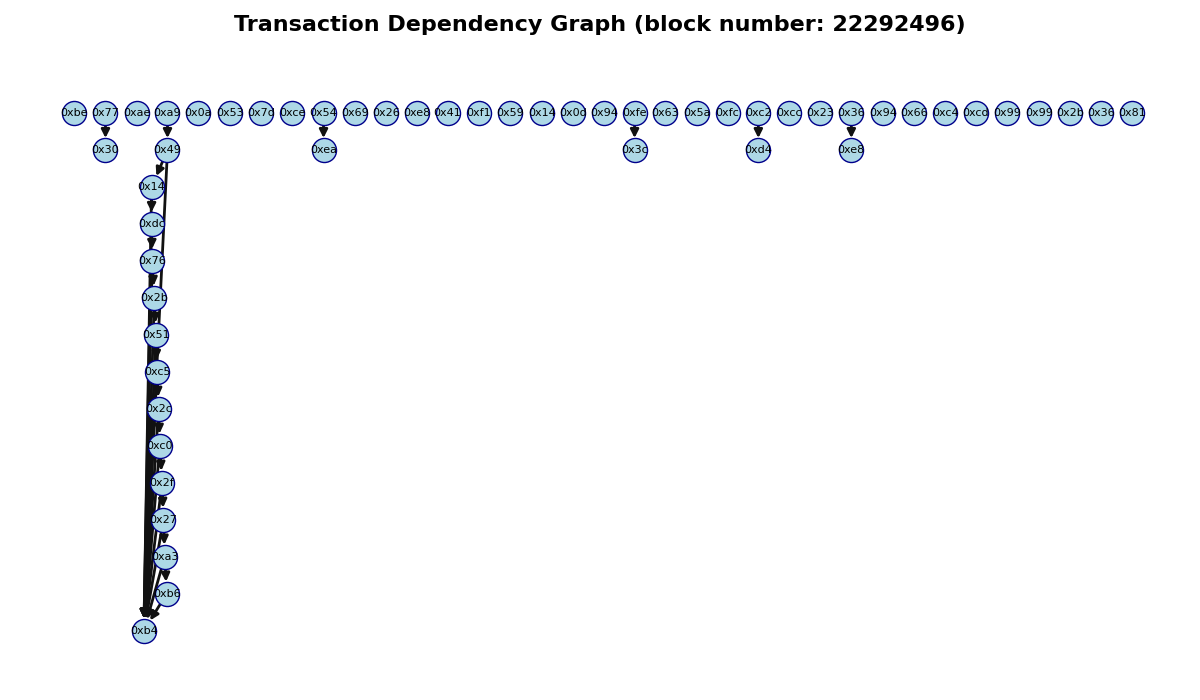 Transaction Dependency Graph (block number: 22292496)
0xbe 0x77 0xae 0xa9 0x0a 0x53 0x7d 0xce 0x54 0x69 0x26 0xe8 0x41 0xf1 0x59 0x14 0x0d 0x94 0xfe 0x63 0x5a 0xfc 0xc2 0xcc 0x23 0x36 0x94 0x66 0xc4 0xcd 0x99 0x99 0x2b 0x36 0x81
0x30 0x49 0xea 0x3c 0xd4 0xe8
0x14
0xdc
0x76
0x2b
0x51
0xc5
0x2c
0xc0
0x2f
0x27
0xa3
0xb6
0xb4